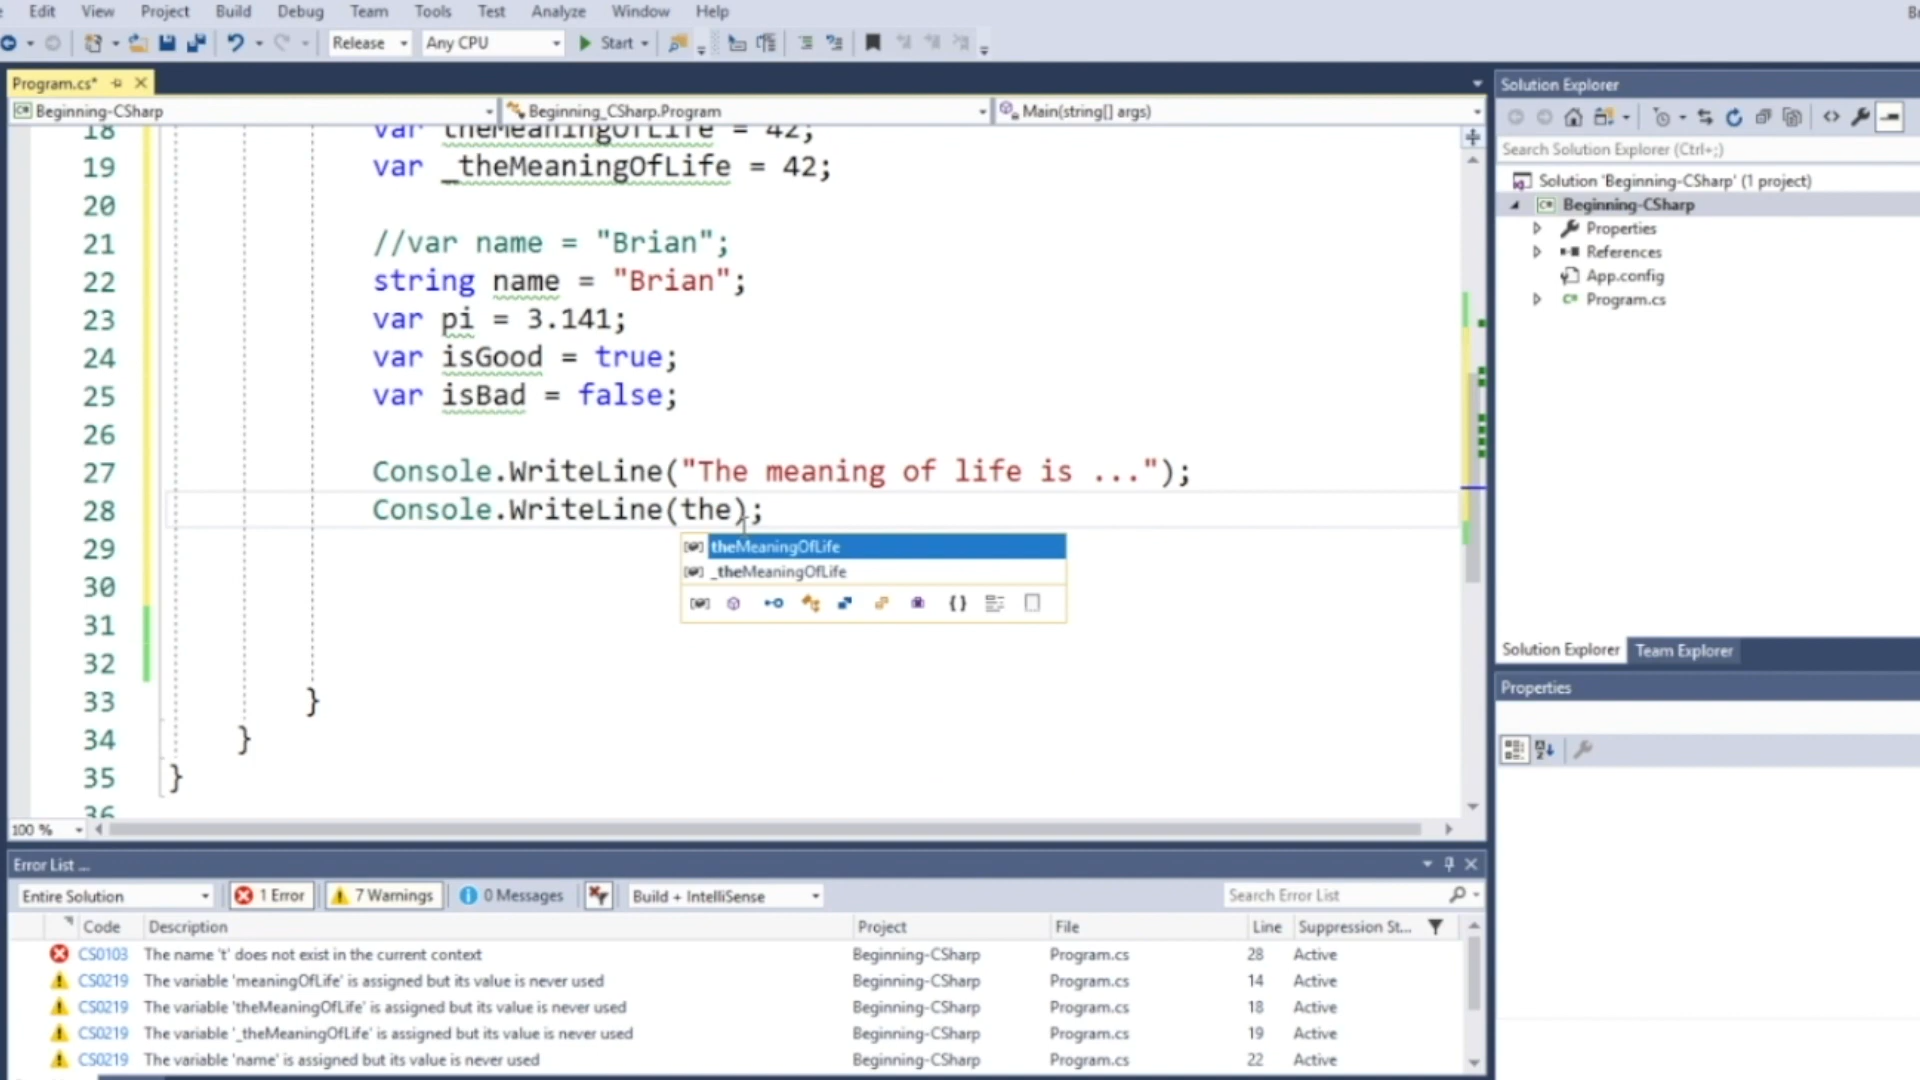 Edit View Project Build Debug Team Tools Test Analyze Window Help
Release Any CPU Start
Program.cs*
Beginning-CSharp Beginning_CSharp.Program Main(string[] args)
18 var theMeaningOfLife = 42;
19 var _theMeaningOfLife = 42;
20
21 //var name = "Brian";
22 string name = "Brian";
23 var pi = 3.141;
24 var isGood = true;
25 var isBad = false;
26
27 Console.WriteLine("The meaning of life is ...");
28 Console.WriteLine(the);
theMeaningOfLife
_theMeaningOfLife
29
30
31
32
33 }
34 }
35 }
36
100 %
Solution Explorer
Search Solution Explorer (Ctrl+;)
Solution 'Beginning-CSharp' (1 project)
Beginning-CSharp
Properties
References
App.config
Program.cs
Solution Explorer Team Explorer
Properties
Error List ...
Entire Solution 1 Error 7 Warnings 0 Messages Build + IntelliSense Search Error List
Code Description Project File Line Suppression St...
CS0103 The name 't' does not exist in the current context Beginning-CSharp Program.cs 28 Active
CS0219 The variable 'meaningOfLife' is assigned but its value is never used Beginning-CSharp Program.cs 14 Active
CS0219 The variable 'theMeaningOfLife' is assigned but its value is never used Beginning-CSharp Program.cs 18 Active
CS0219 The variable '_theMeaningOfLife' is assigned but its value is never used Beginning-CSharp Program.cs 19 Active
CS0219 The variable 'name' is assigned but its value is never used Beginning-CSharp Program.cs 22 Active